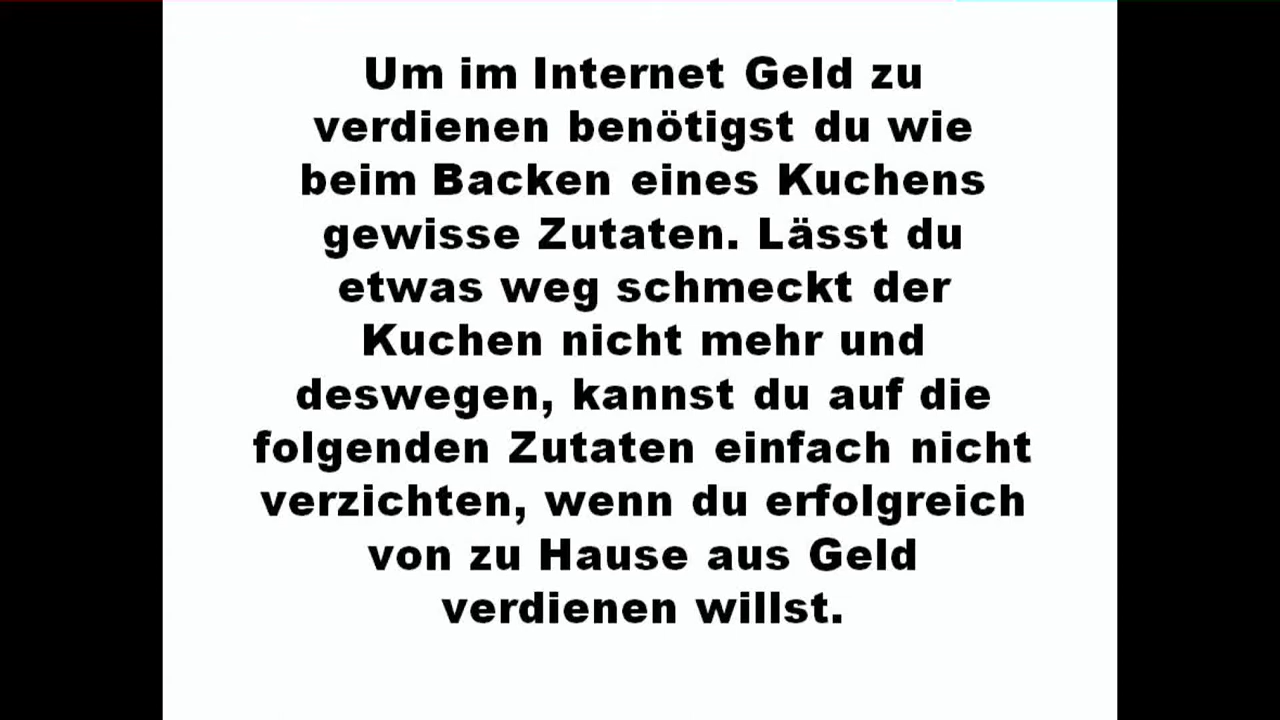 Um im Internet Geld zu
verdienen benötigst du wie
beim Backen eines Kuchens
gewisse Zutaten. Lässt du
etwas weg schmeckt der
Kuchen nicht mehr und
deswegen, kannst du auf die
folgenden Zutaten einfach nicht
verzichten, wenn du erfolgreich
von zu Hause aus Geld
verdienen willst.